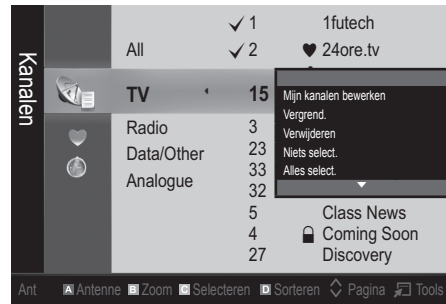 Kanalen
✓ 1 1futech
All ✓ 2 ♥ 24ore.tv
TV 15
Radio 3
Data/Other 23
Analogue 33
32
5 Class News
4 Coming Soon
27 Discovery
Mijn kanalen bewerken
Vergrend.
Verwijderen
Niets select.
Alles select.
Ant A Antenne B Zoom C Selecteren D Sorteren Pagina Tools